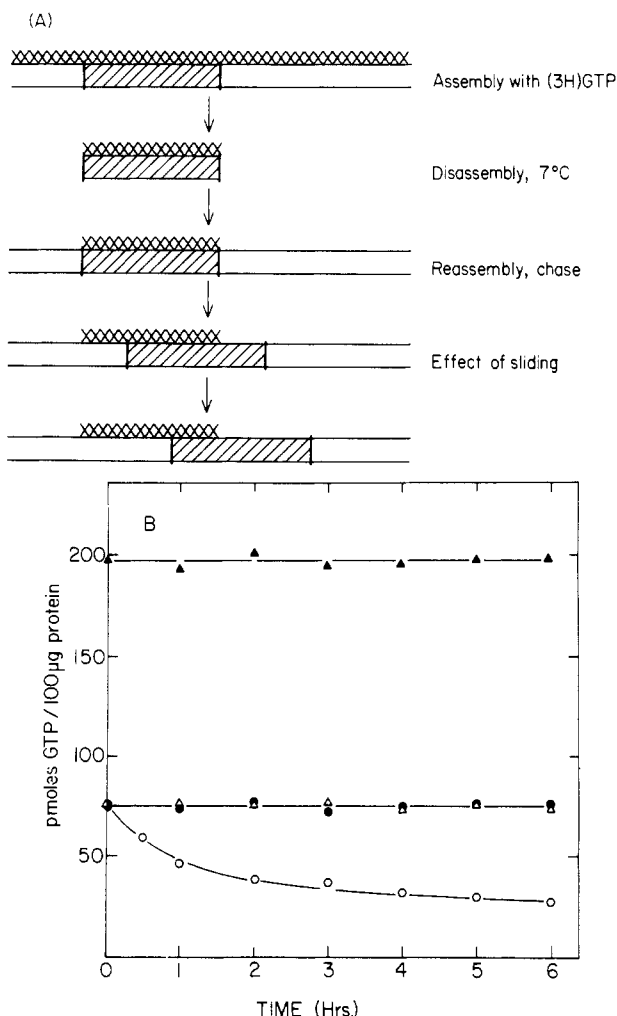 (A)
Assembly with (3H)GTP
Disassembly, 7°C
Reassembly, chase
Effect of sliding
B
200
150
100
50
pmoles GTP/100µg protein
0 1 2 3 4 5 6
TIME (Hrs.)